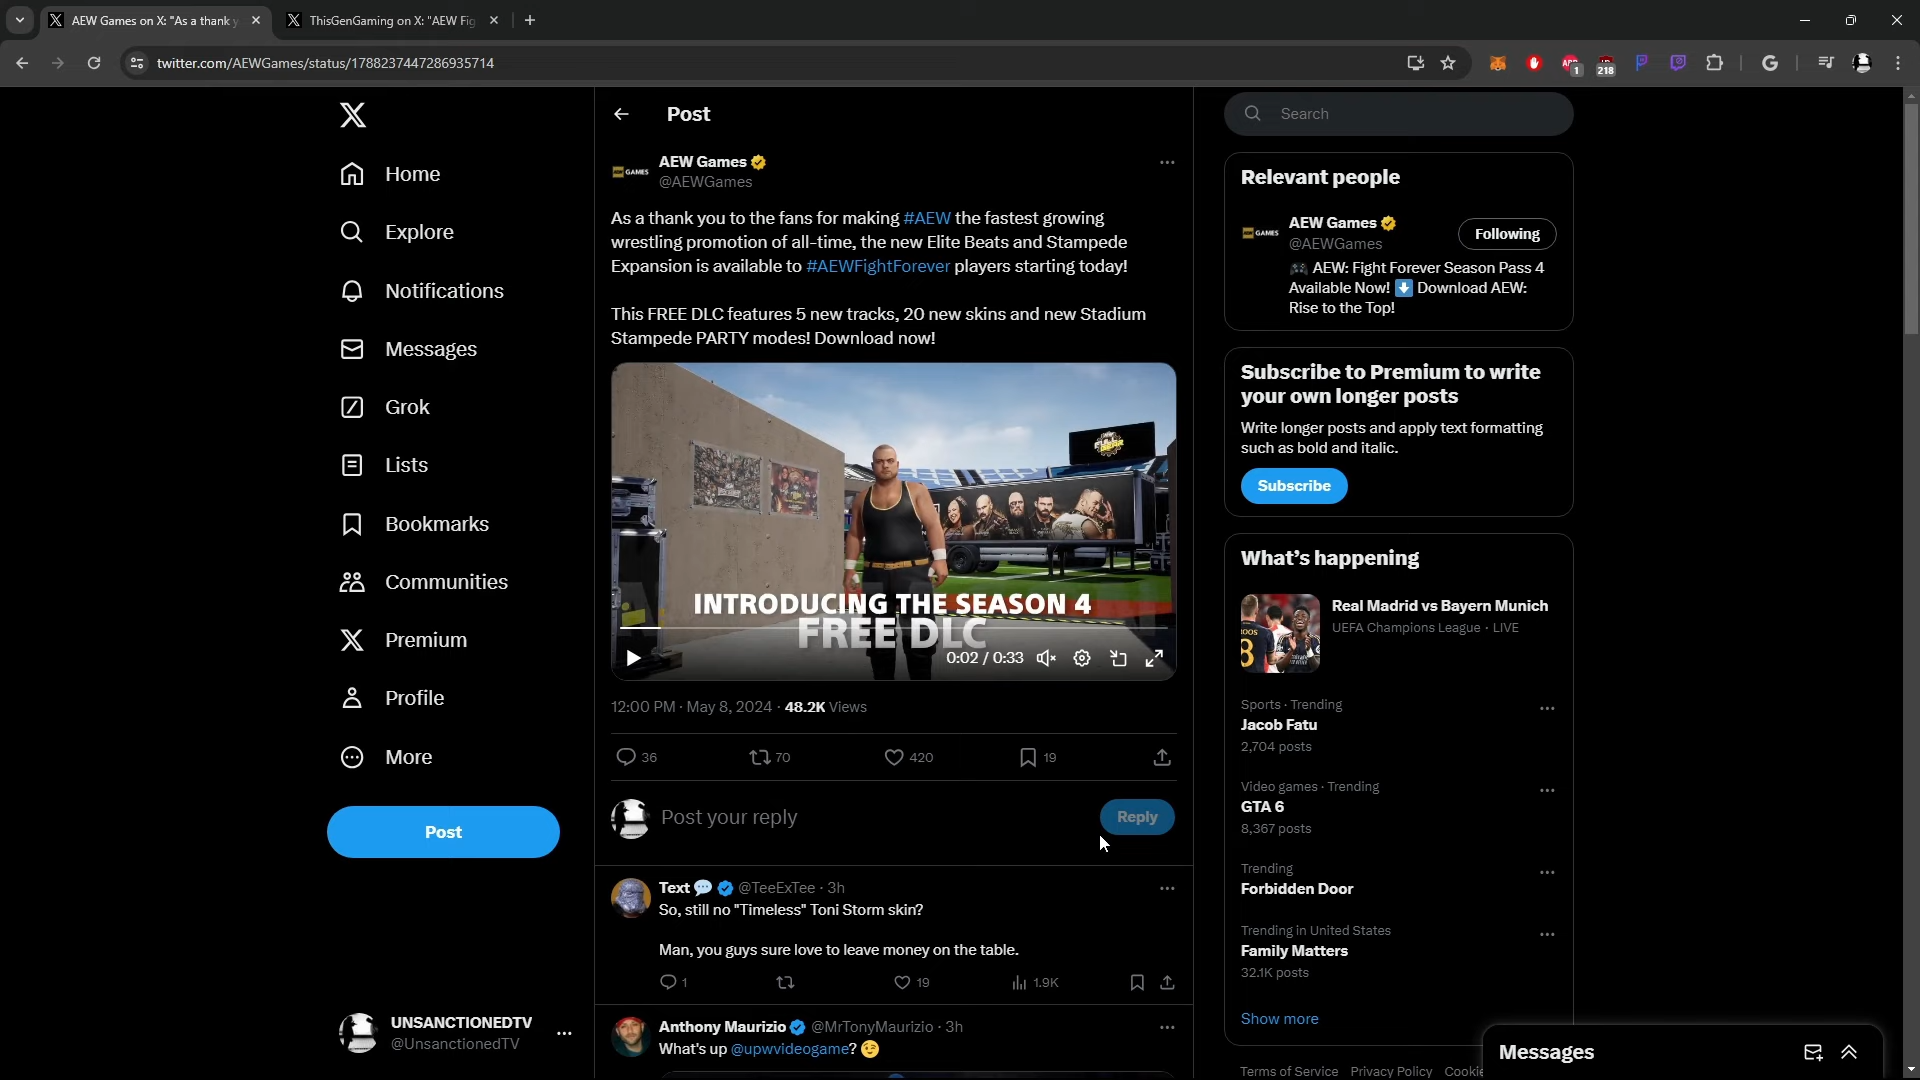 AEW Games on X: "As a thank y
ThisGenGaming on X: "AEW Fig
twitter.com/AEWGames/status/1788237447286935714
1
218
Home
Explore
Notifications
Messages
Grok
Lists
Bookmarks
Communities
Premium
Profile
More
Post
UNSANCTIONEDTV
@UnsanctionedTV
Post
GAMES
AEW Games
@AEWGames
As a thank you to the fans for making #AEW the fastest growing
wrestling promotion of all-time, the new Elite Beats and Stampede
Expansion is available to #AEWFightForever players starting today!
This FREE DLC features 5 new tracks, 20 new skins and new Stadium
Stampede PARTY modes! Download now!
INTRODUCING THE SEASON 4
FREE DLC
0:02 / 0:33
12:00 PM · May 8, 2024 · 48.2K Views
36
70
420
19
Post your reply
Reply
Text 💬 @TeeExTee · 3h
So, still no "Timeless" Toni Storm skin?
Man, you guys sure love to leave money on the table.
1
19
1.9K
Anthony Maurizio @MrTonyMaurizio · 3h
What's up @upwvideogame? 😉
Search
Relevant people
GAMES
AEW Games
@AEWGames
Following
🎮 AEW: Fight Forever Season Pass 4
Available Now! ⬇️ Download AEW:
Rise to the Top!
Subscribe to Premium to write
your own longer posts
Write longer posts and apply text formatting
such as bold and italic.
Subscribe
What's happening
Real Madrid vs Bayern Munich
UEFA Champions League · LIVE
Sports · Trending
Jacob Fatu
2,704 posts
Video games · Trending
GTA 6
8,367 posts
Trending
Forbidden Door
Trending in United States
Family Matters
32.1K posts
Show more
Messages
Terms of Service Privacy Policy Cookie